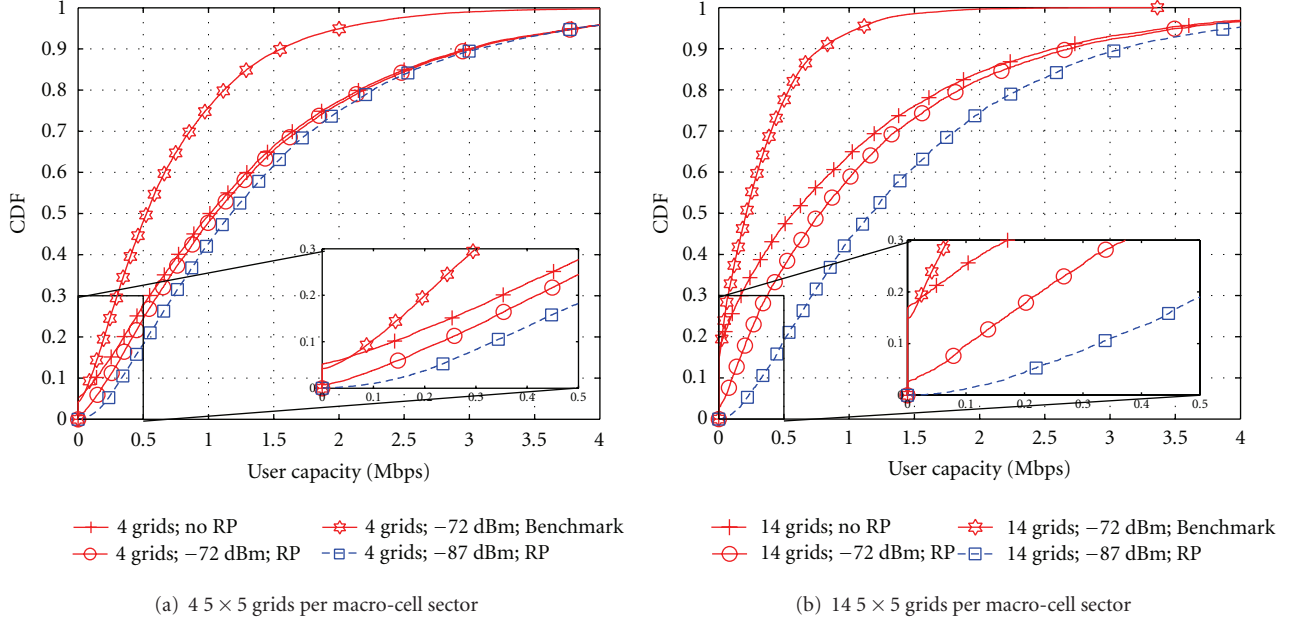 1
0.9
0.8
0.7
0.6
0.5
0.4
0.3
0.2
0.1
0
CDF
0 0.5 1 1.5 2 2.5 3 3.5 4
User capacity (Mbps)
0.3
0.2
0.1
0
0 0.1 0.2 0.3 0.4 0.5
4 grids; no RP
4 grids; −72 dBm; RP
4 grids; −72 dBm; Benchmark
4 grids; −87 dBm; RP
(a) 4 5 × 5 grids per macro-cell sector
1
0.9
0.8
0.7
0.6
0.5
0.4
0.3
0.2
0.1
0
CDF
0 0.5 1 1.5 2 2.5 3 3.5 4
User capacity (Mbps)
0.3
0.2
0.1
0 0.1 0.2 0.3 0.4 0.5
14 grids; no RP
14 grids; −72 dBm; RP
14 grids; −72 dBm; Benchmark
14 grids; −87 dBm; RP
(b) 14 5 × 5 grids per macro-cell sector